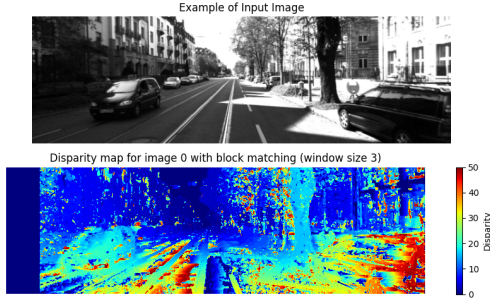 Example of Input Image
Disparity map for image 0 with block matching (window size 3)
50
40
30
20
10
0
Disparity